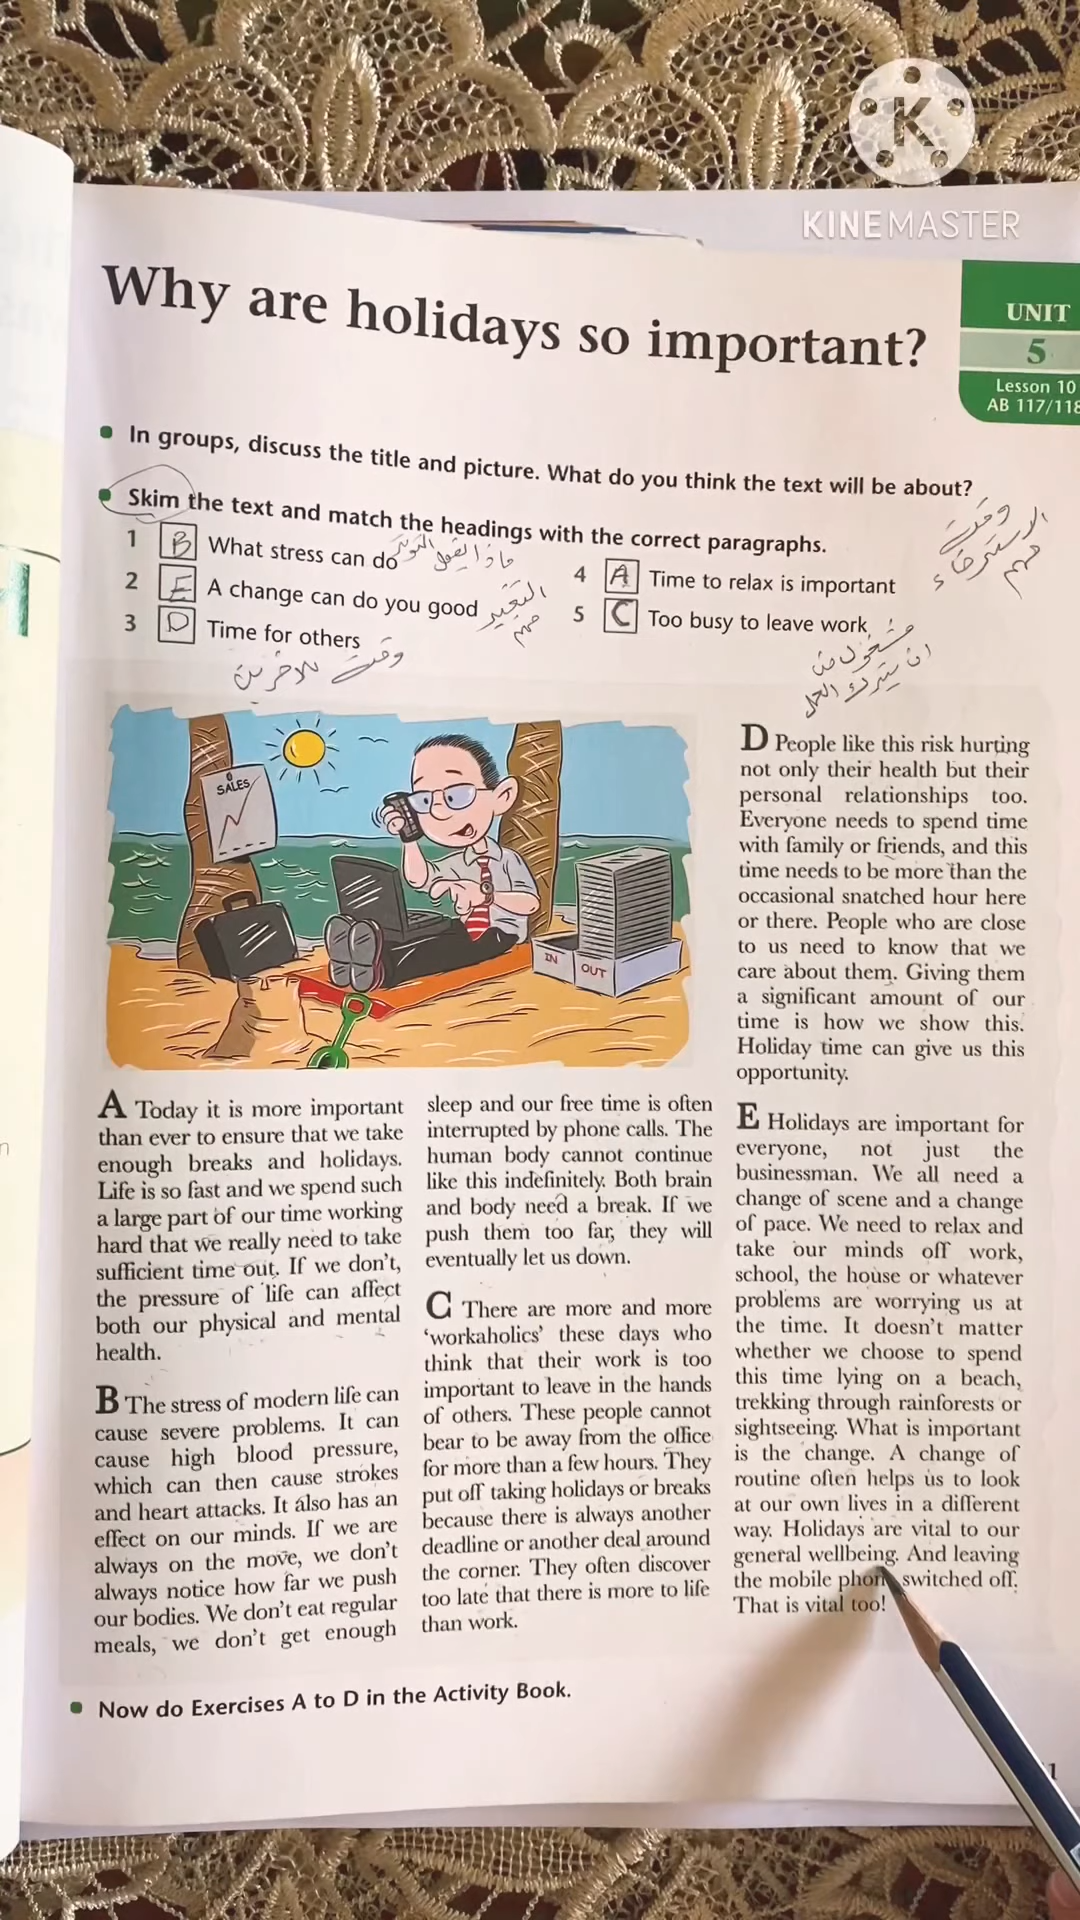 KINEMASTER
Why are holidays so important?
UNIT
5
Lesson 10
AB 117/118
In groups, discuss the title and picture. What do you think the text will be about?
Skim the text and match the headings with the correct paragraphs.
1 B What stress can do ماذا يفعل التوتر
2 E A change can do you good التغيير مهم
3 D Time for others وقت للاخرين
4 A Time to relax is important وقت الاسترخاء مهم
5 C Too busy to leave work مشغول من ان يترك العمل
SALES
IN
OUT
A Today it is more important
than ever to ensure that we take
enough breaks and holidays.
Life is so fast and we spend such
a large part of our time working
hard that we really need to take
sufficient time out. If we don't,
the pressure of life can affect
both our physical and mental
health.
B The stress of modern life can
cause severe problems. It can
cause high blood pressure,
which can then cause strokes
and heart attacks. It also has an
effect on our minds. If we are
always on the move, we don't
always notice how far we push
our bodies. We don't eat regular
meals, we don't get enough
sleep and our free time is often
interrupted by phone calls. The
human body cannot continue
like this indefinitely. Both brain
and body need a break. If we
push them too far, they will
eventually let us down.
C There are more and more
'workaholics' these days who
think that their work is too
important to leave in the hands
of others. These people cannot
bear to be away from the office
for more than a few hours. They
put off taking holidays or breaks
because there is always another
deadline or another deal around
the corner. They often discover
too late that there is more to life
than work.
D People like this risk hurting
not only their health but their
personal relationships too.
Everyone needs to spend time
with family or friends, and this
time needs to be more than the
occasional snatched hour here
or there. People who are close
to us need to know that we
care about them. Giving them
a significant amount of our
time is how we show this.
Holiday time can give us this
opportunity.
E Holidays are important for
everyone, not just the
businessman. We all need a
change of scene and a change
of pace. We need to relax and
take our minds off work,
school, the house or whatever
problems are worrying us at
the time. It doesn't matter
whether we choose to spend
this time lying on a beach,
trekking through rainforests or
sightseeing. What is important
is the change. A change of
routine often helps us to look
at our own lives in a different
way. Holidays are vital to our
general wellbeing. And leaving
the mobile phon switched off.
That is vital too!
Now do Exercises A to D in the Activity Book.
1